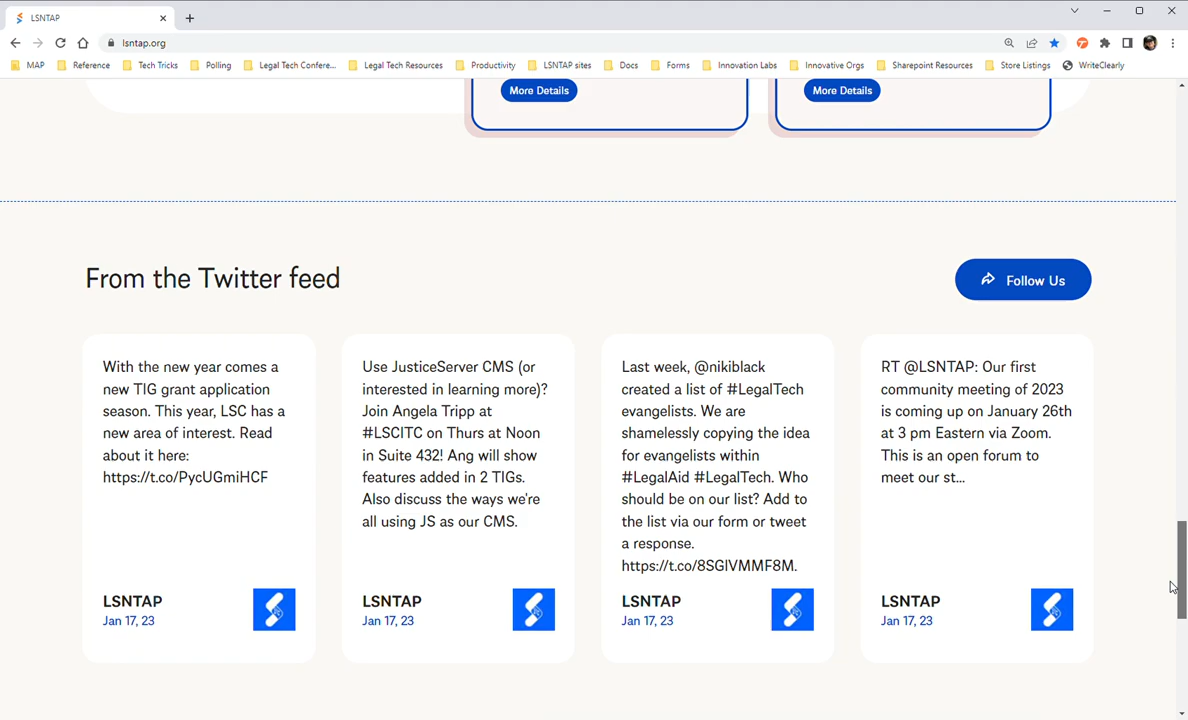 LSNTAP
lsntap.org
MAP
Reference
Tech Tricks
Polling
Legal Tech Confere...
Legal Tech Resources
Productivity
LSNTAP sites
Docs
Forms
Innovation Labs
Innovative Orgs
Sharepoint Resources
Store Listings
WriteClearly
More Details
More Details
From the Twitter feed
Follow Us
With the new year comes a
new TIG grant application
season. This year, LSC has a
new area of interest. Read
about it here:
https://t.co/PycUGmiHCF
LSNTAP
Jan 17, 23
Use JusticeServer CMS (or
interested in learning more)?
Join Angela Tripp at
#LSCITC on Thurs at Noon
in Suite 432! Ang will show
features added in 2 TIGs.
Also discuss the ways we're
all using JS as our CMS.
LSNTAP
Jan 17, 23
Last week, @nikiblack
created a list of #LegalTech
evangelists. We are
shamelessly copying the idea
for evangelists within
#LegalAid #LegalTech. Who
should be on our list? Add to
the list via our form or tweet
a response.
https://t.co/8SGlVMMF8M.
LSNTAP
Jan 17, 23
RT @LSNTAP: Our first
community meeting of 2023
is coming up on January 26th
at 3 pm Eastern via Zoom.
This is an open forum to
meet our st...
LSNTAP
Jan 17, 23